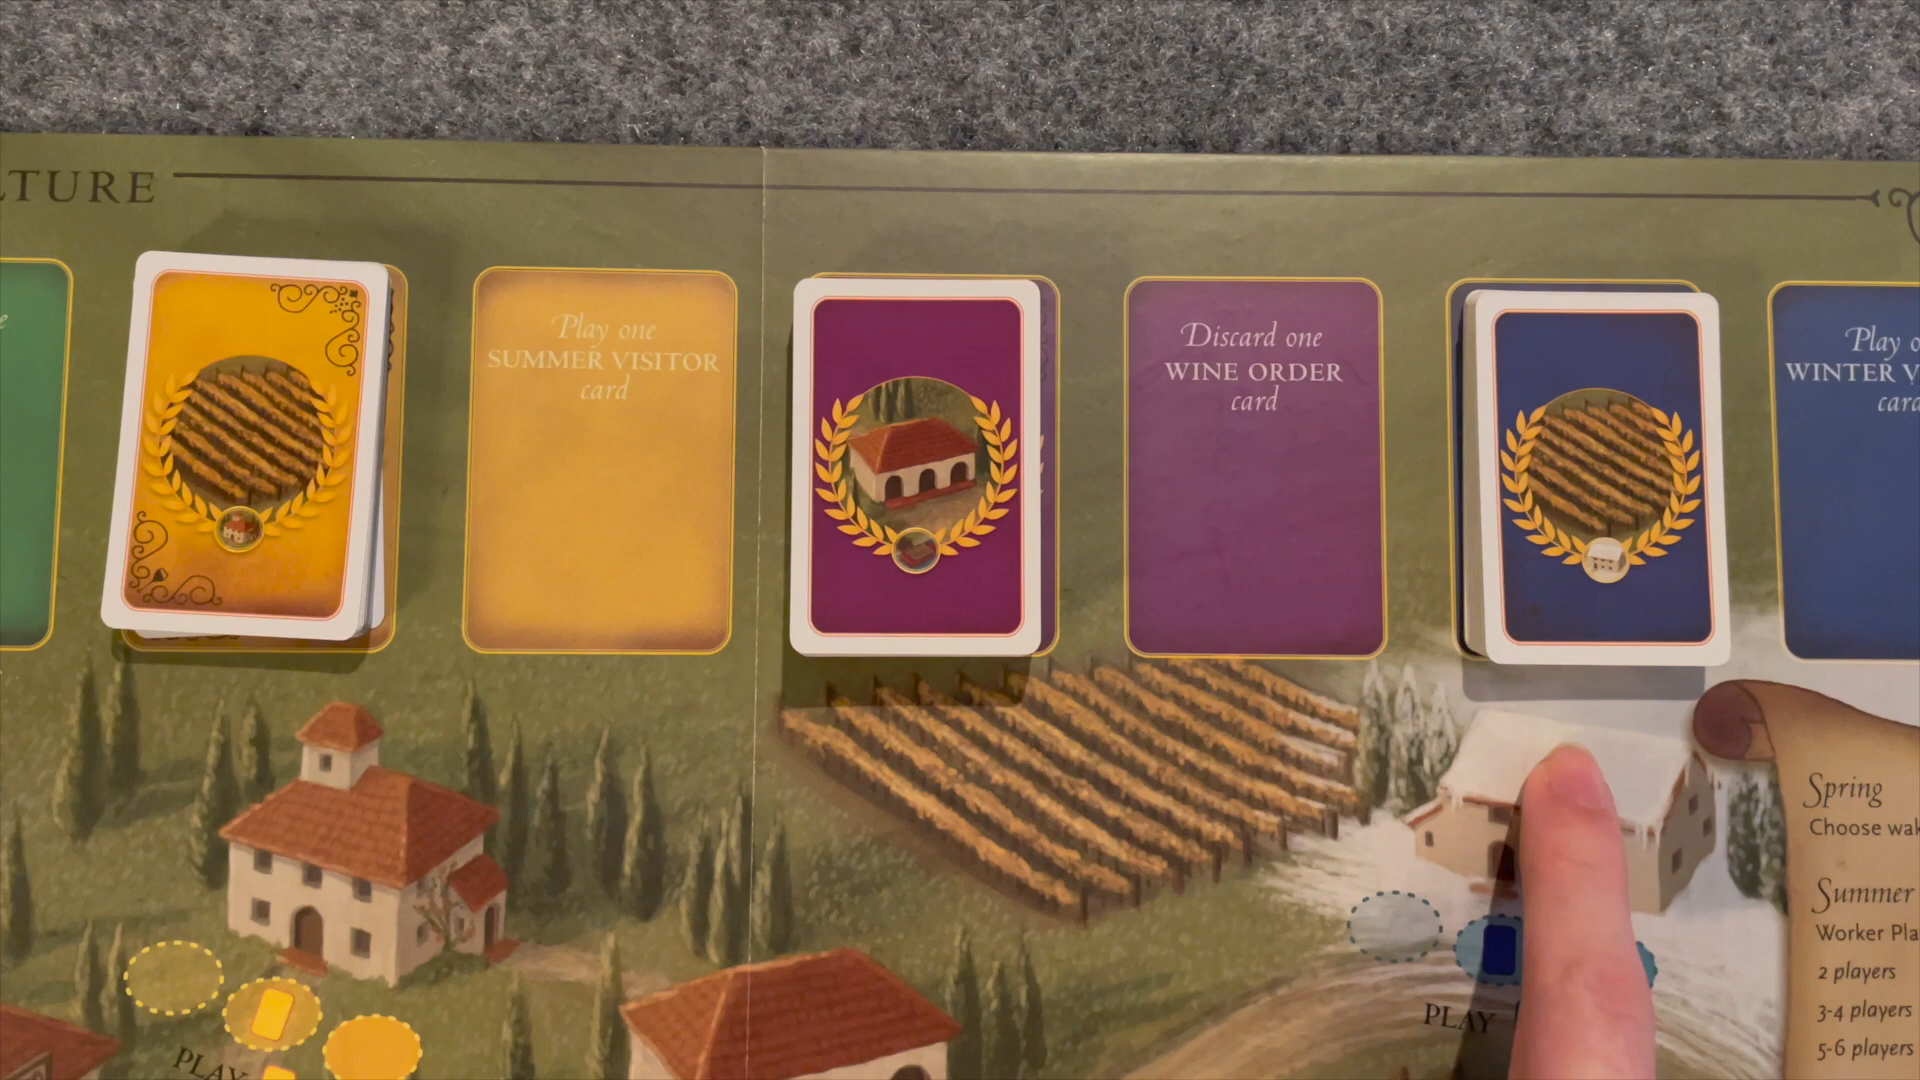 LTURE
e
Play one
SUMMER VISITOR
card
Discard one
WINE ORDER
card
Play o
WINTER V
card
Spring
Choose wak
Summer
Worker Pla
2 players
3-4 players
5-6 players
PLAY
PLAY